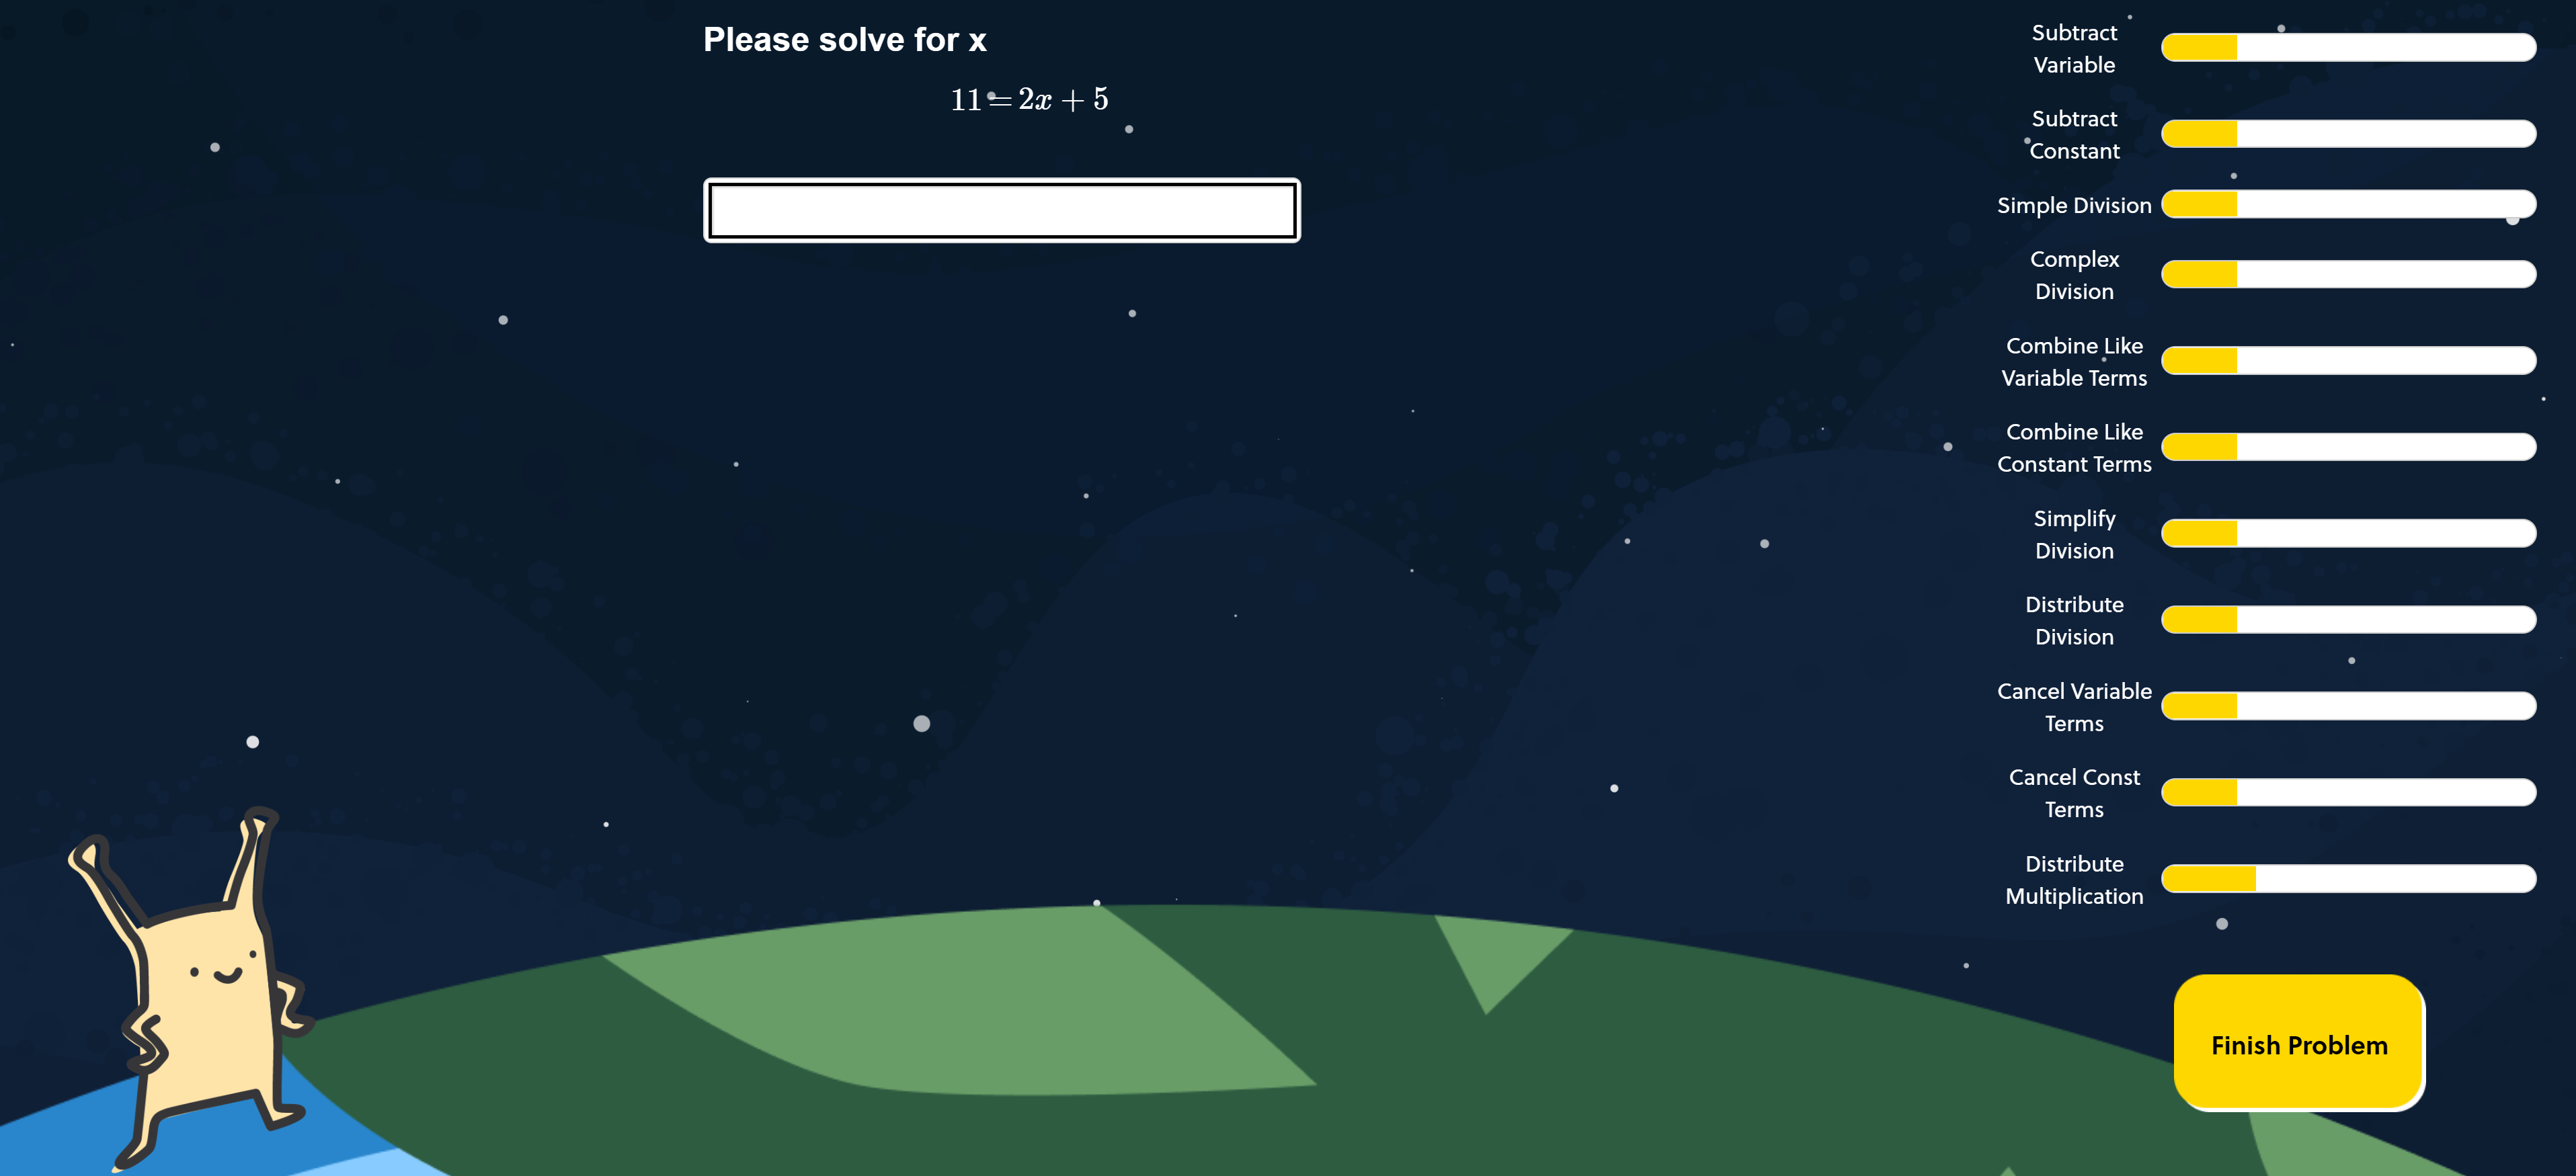 Please solve for x
11 = 2x + 5
Subtract
Variable
Subtract
Constant
Simple Division
Complex
Division
Combine Like
Variable Terms
Combine Like
Constant Terms
Simplify
Division
Distribute
Division
Cancel Variable
Terms
Cancel Const
Terms
Distribute
Multiplication
Finish Problem